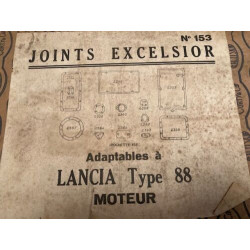 N° 153
JOINTS EXCELSIOR
Adaptables à
LANCIA Type 88
MOTEUR